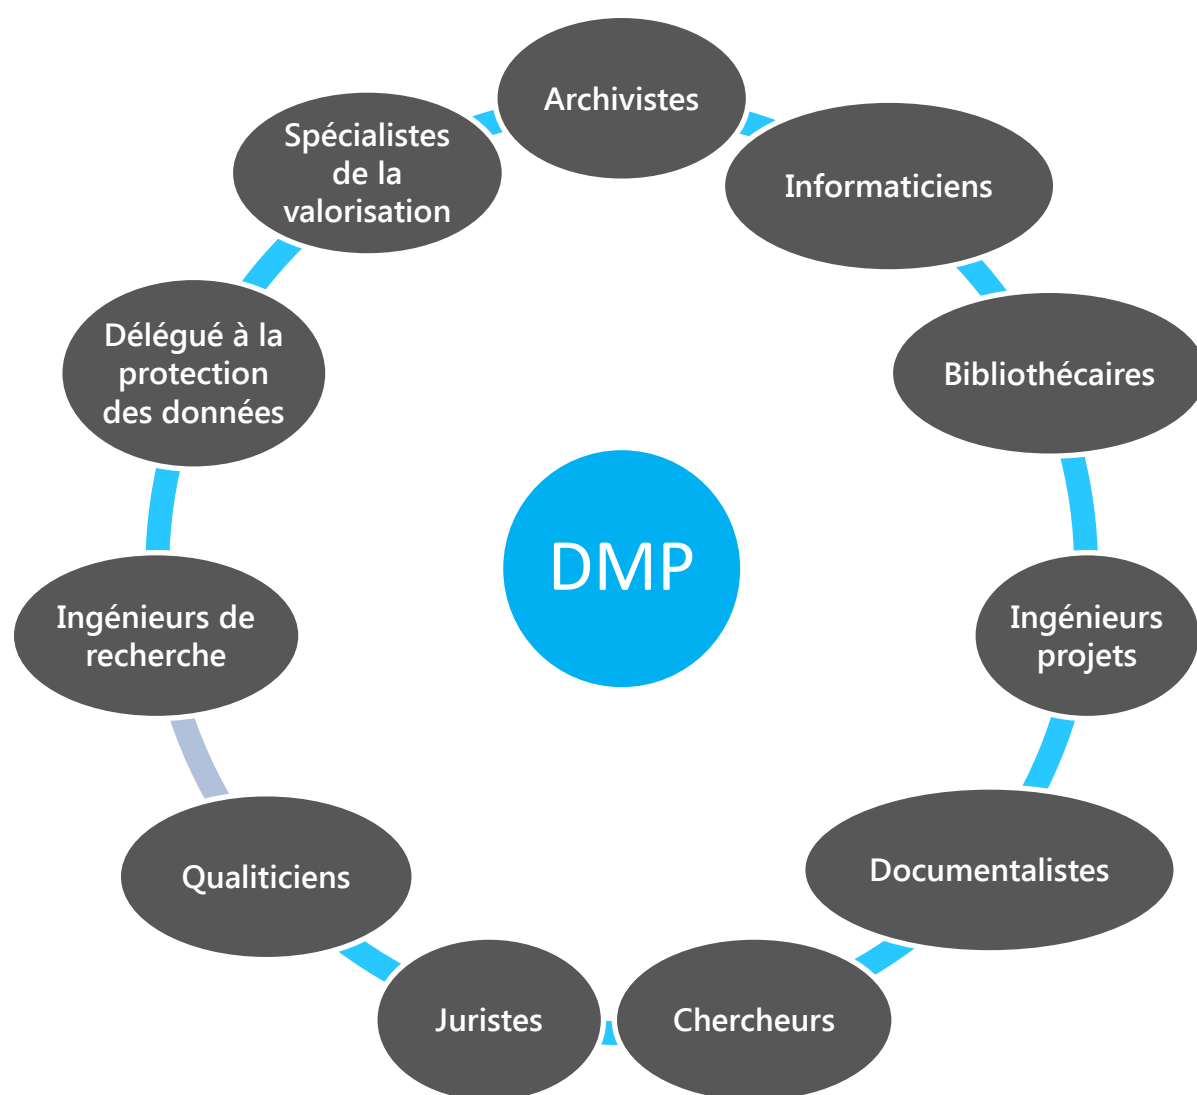 Archivistes
Informaticiens
Bibliothécaires
Ingénieurs
projets
Documentalistes
Chercheurs
Juristes
Qualiticiens
Ingénieurs de
recherche
Délégué à la
protection
des données
Spécialistes
de la
valorisation
DMP